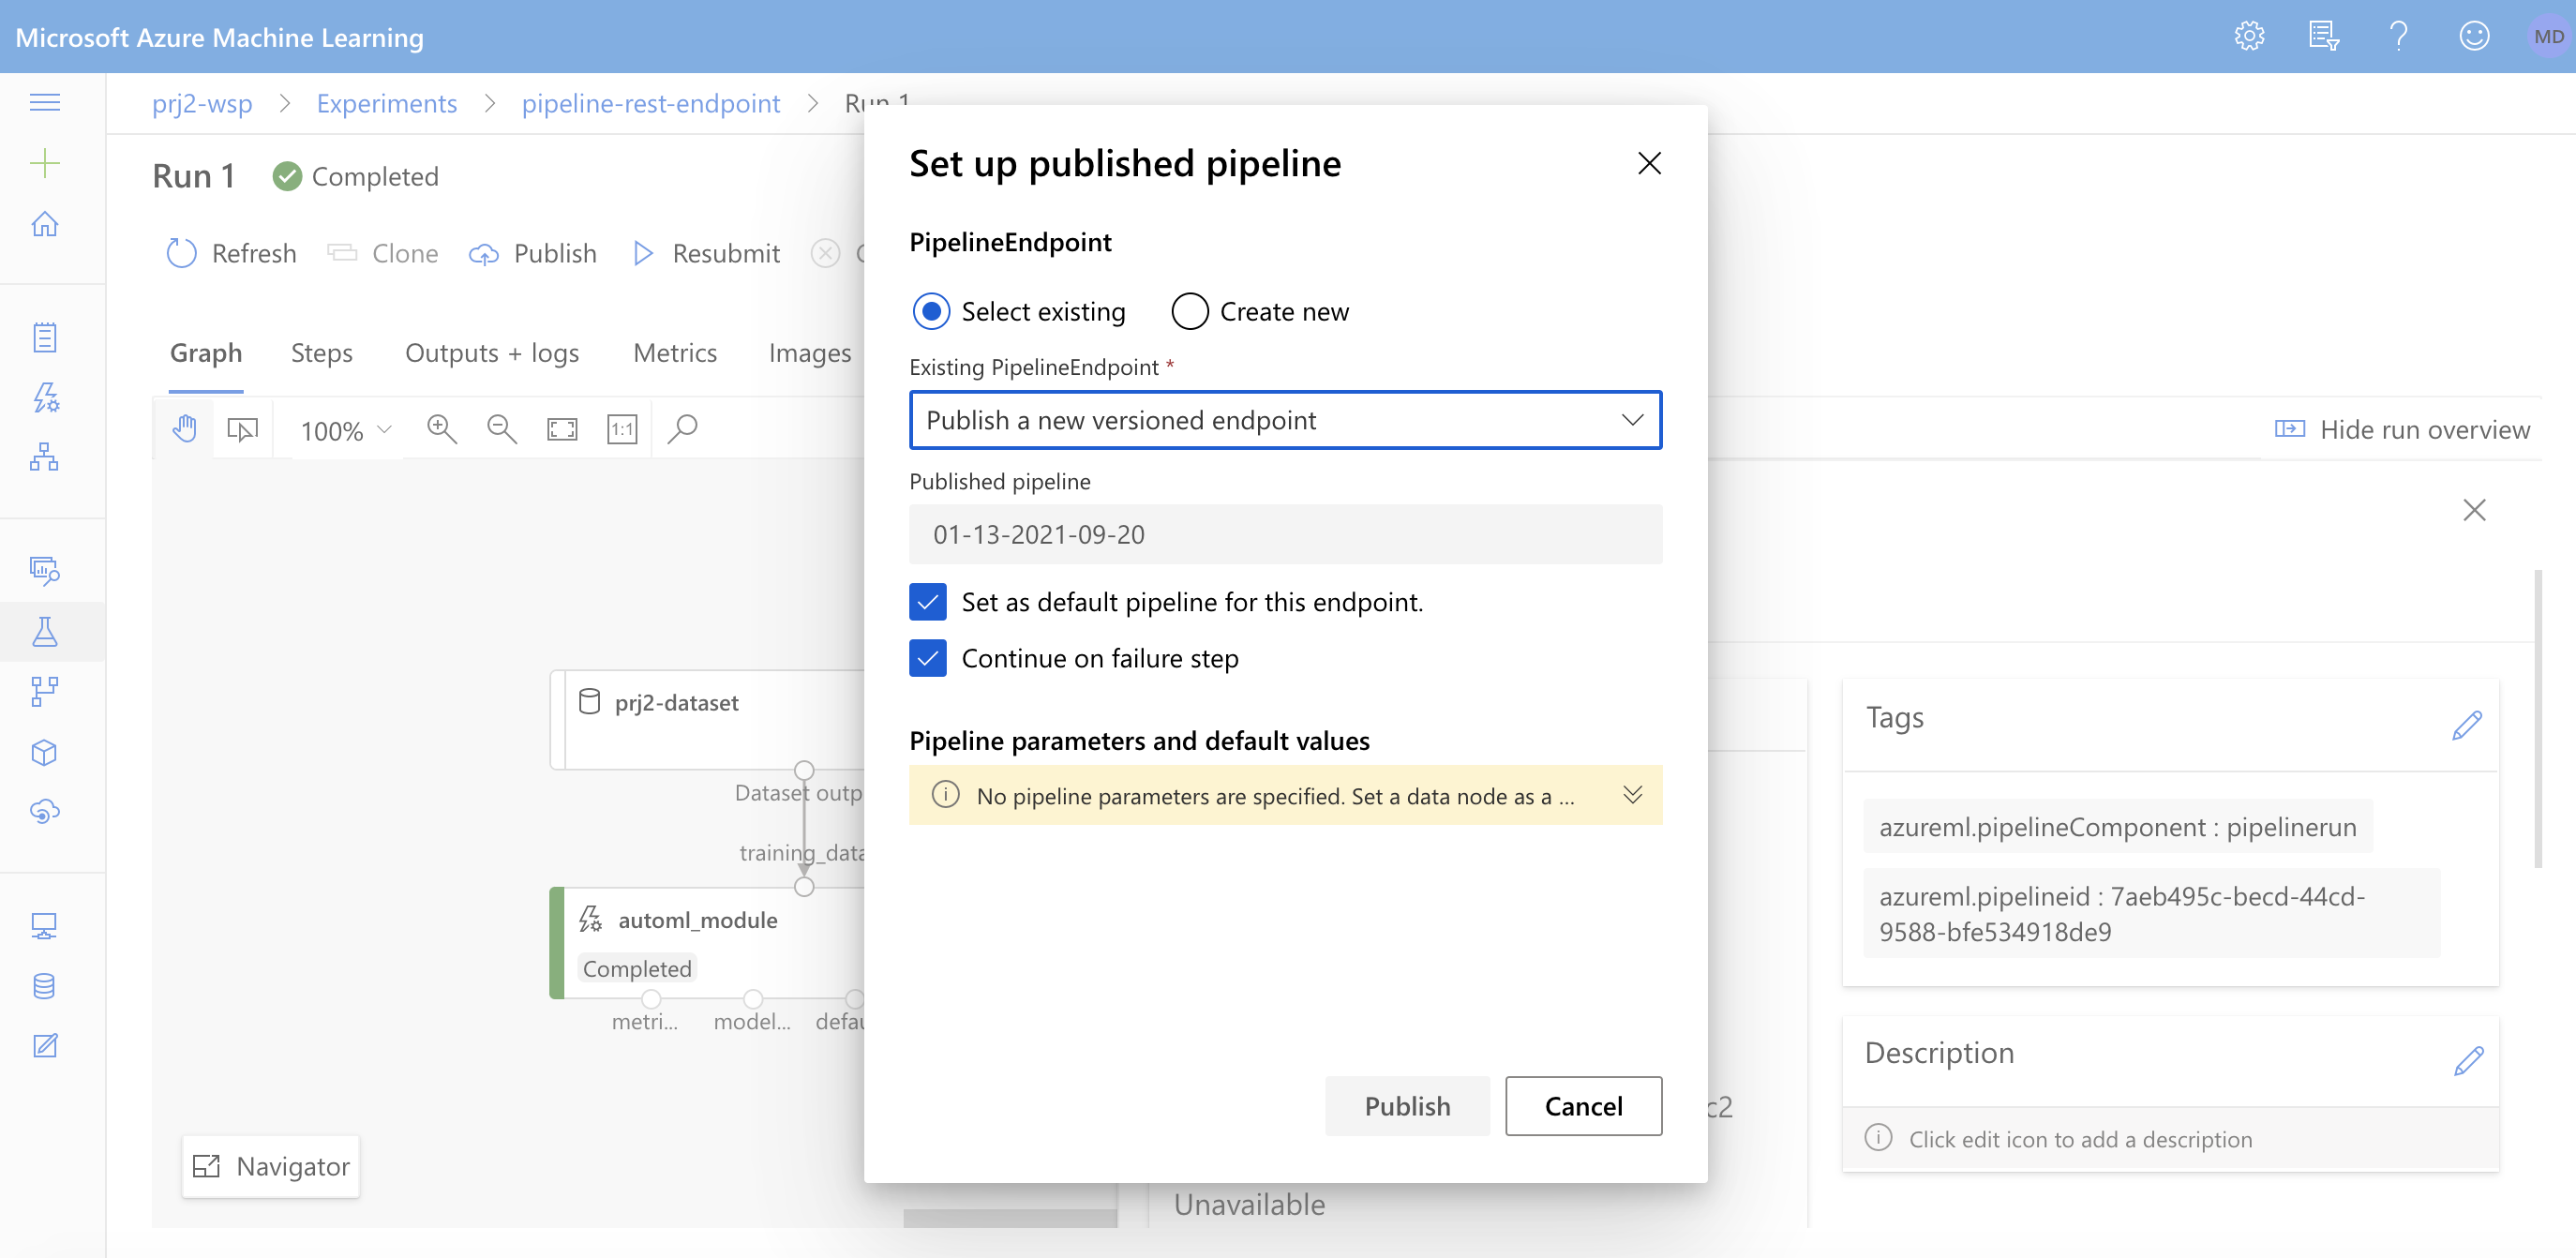 Microsoft Azure Machine Learning
MD
prj2-wsp > Experiments > pipeline-rest-endpoint > Run 1
Run 1 Completed
Refresh Clone Publish Resubmit
Graph Steps Outputs + logs Metrics Images
100%
1:1
Hide run overview
prj2-dataset
Dataset outp
training_data
automl_module
Completed
metri... model... defau
Navigator
Set up published pipeline
PipelineEndpoint
Select existing Create new
Existing PipelineEndpoint *
Publish a new versioned endpoint
Published pipeline
01-13-2021-09-20
Set as default pipeline for this endpoint.
Continue on failure step
Pipeline parameters and default values
No pipeline parameters are specified. Set a data node as a ...
Publish Cancel
c2
Unavailable
Tags
azureml.pipelineComponent : pipelinerun
azureml.pipelineid : 7aeb495c-becd-44cd-
9588-bfe534918de9
Description
Click edit icon to add a description